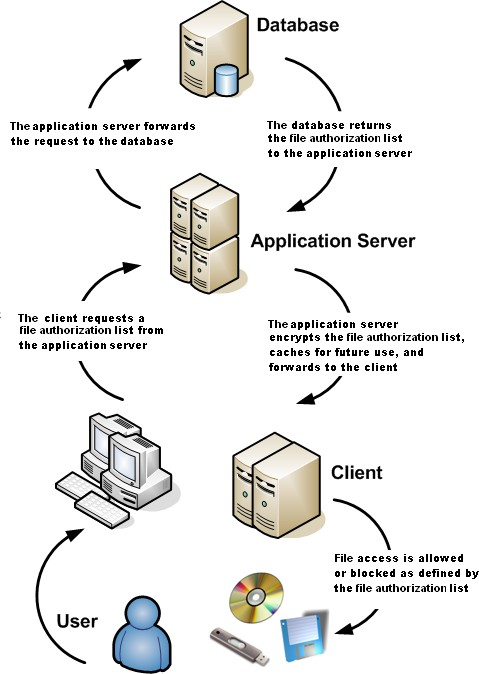 Database
The application server forwards
the request to the database
The database returns
the file authorization list
to the application server
Application Server
The client requests a
file authorization list from
the application server
The application server
encrypts the file authorization list,
caches for future use, and
forwards to the client
Client
File access is allowed
or blocked as defined by
the file authorization list
User